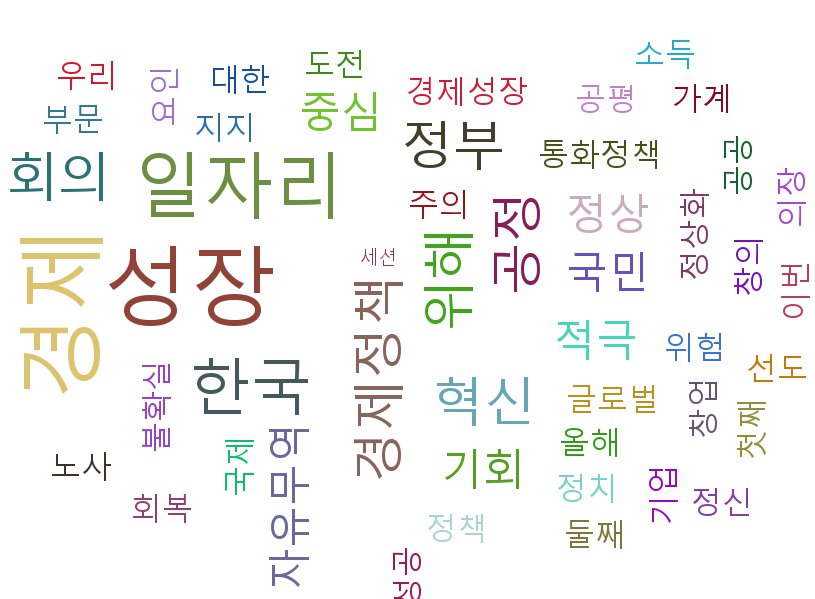 소득
도전
우리
요인
대한
경제성장
공평
가계
중심
부문
지지
정부
통화정책
공공
회의
일자리
주의
공정
정상
정상화
의장
경제
성장
세션
위해
국민
창의
이번
경제정책
적극
위험
한국
불확실
혁신
글로벌
창업
선도
첫째
노사
국제
자유무역
기회
올해
회복
정책
정치
기업
정신
둘째
성공